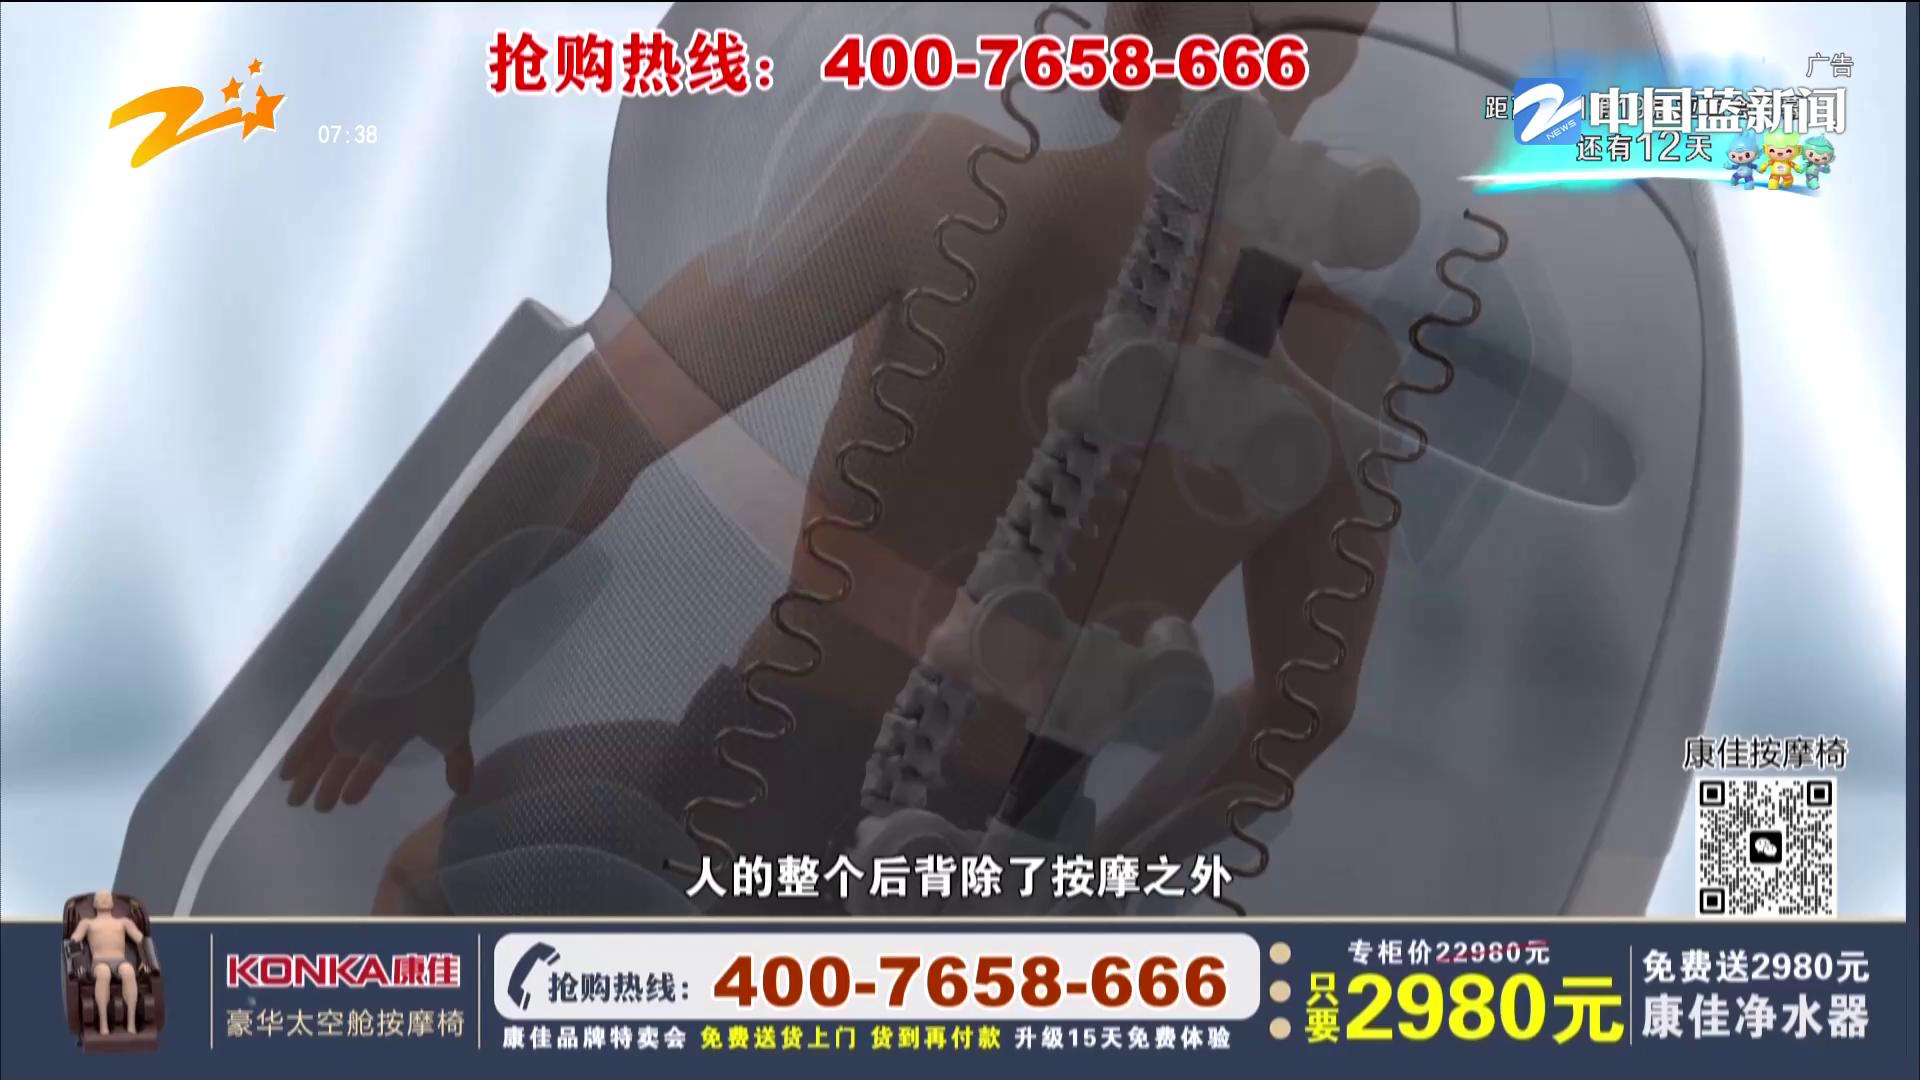 抢购热线：400-7658-666
广告
07:38
中国蓝新闻
NEWS
还有12天
康佳按摩椅
人的整个后背除了按摩之外
KONKA康佳
豪华太空舱按摩椅
抢购热线：400-7658-666
康佳品牌特卖会 免费送货上门 货到再付款 升级15天免费体验
专柜价22980元
只要2980元
免费送2980元
康佳净水器